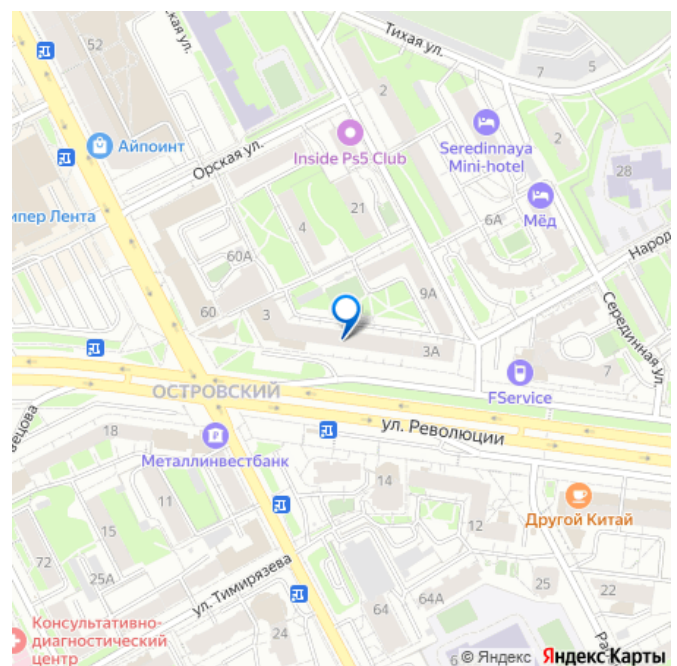 52
Тихая ул.
7
5
2
Айпоинт
Орская ул.
Inside Ps5 Club
Seredinnaya
Mini-hotel
2
28
ипер Лента
21
4
6А
Мёд
60А
Народ
9А
60
3
3А
Серединная ул.
FService
7
ОСТРОВСКИЙ
ул. Революции
вецова
18
Металлинвестбанк
14
11
Другой Китай
15
12
72
25А
ул. Тимирязева
25
22
64
64А
24
Консультативно-
диагностический
центр
© Яндекс Яндекс Карты